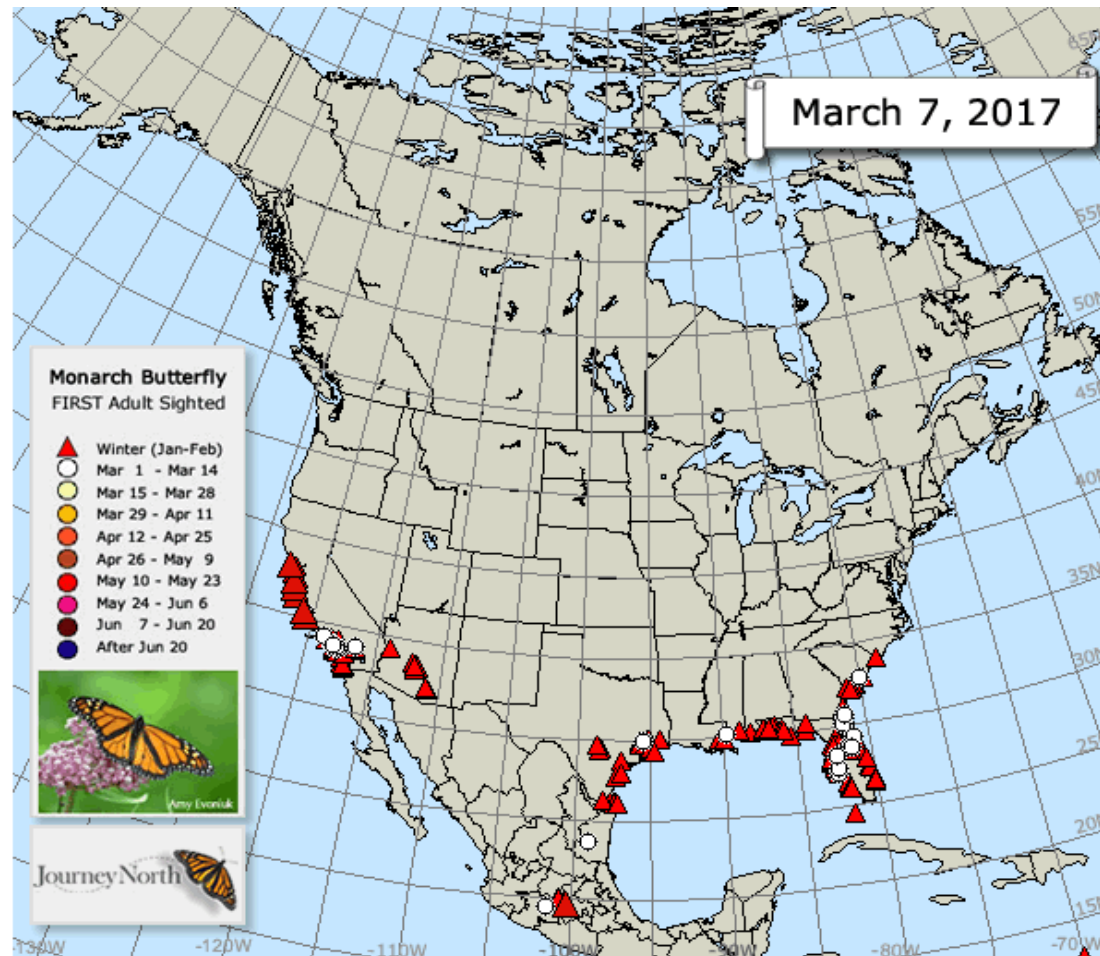 March 7, 2017
65N
55N
50N
45N
40N
35N
30N
25N
20N
15N
Monarch Butterfly
FIRST Adult Sighted
Winter (Jan-Feb)
Mar 1 - Mar 14
Mar 15 - Mar 28
Mar 29 - Apr 11
Apr 12 - Apr 25
Apr 26 - May 9
May 10 - May 23
May 24 - Jun 6
Jun 7 - Jun 20
After Jun 20
Amy Evoniuk
Journey North
-130W
-120W
-110W
-100W
-90W
-80W
-70W